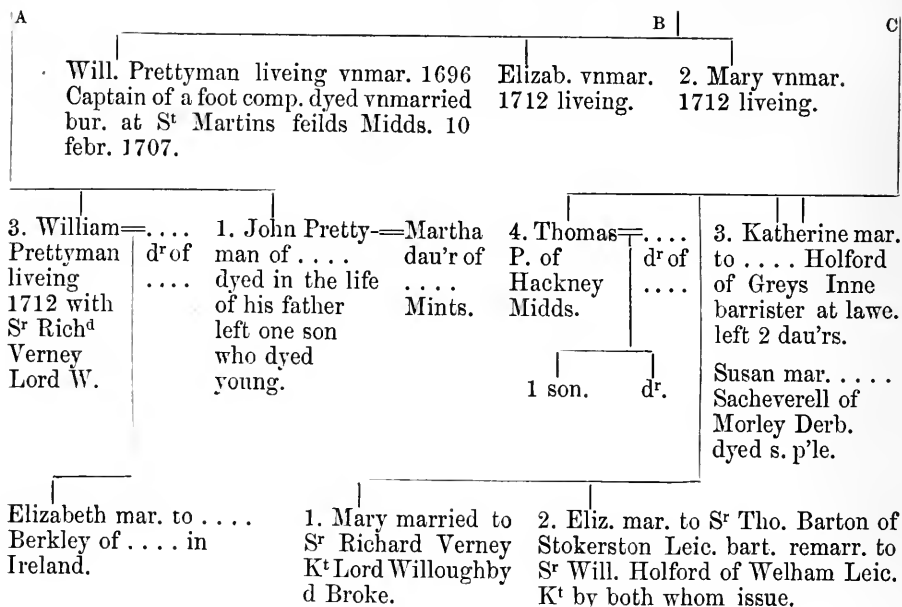 A B C
Will. Prettyman liveing vnmar. 1696
Captain of a foot comp. dyed vnmarried
bur. at Sᵗ Martins feilds Midds. 10
febr. 1707.
Elizab. vnmar.
1712 liveing.
2. Mary vnmar.
1712 liveing.
3. William=....
Prettyman dʳ of
liveing ....
1712 with
Sʳ Richᵈ
Verney
Lord W.
1. John Pretty-=Martha
man of .... dau'r of
dyed in the life ....
of his father Mints.
left one son
who dyed
young.
4. Thomas=....
P. of dʳ of
Hackney ....
Midds.
1 son. dʳ.
3. Katherine mar.
to .... Holford
of Greys Inne
barrister at lawe.
left 2 dau'rs.
Susan mar. .....
Sacheverell of
Morley Derb.
dyed s. p'le.
Elizabeth mar. to ....
Berkley of .... in
Ireland.
1. Mary married to
Sʳ Richard Verney
Kᵗ Lord Willoughby
d Broke.
2. Eliz. mar. to Sʳ Tho. Barton of
Stokerston Leic. bart. remarr. to
Sʳ Will. Holford of Welham Leic.
Kᵗ by both whom issue.